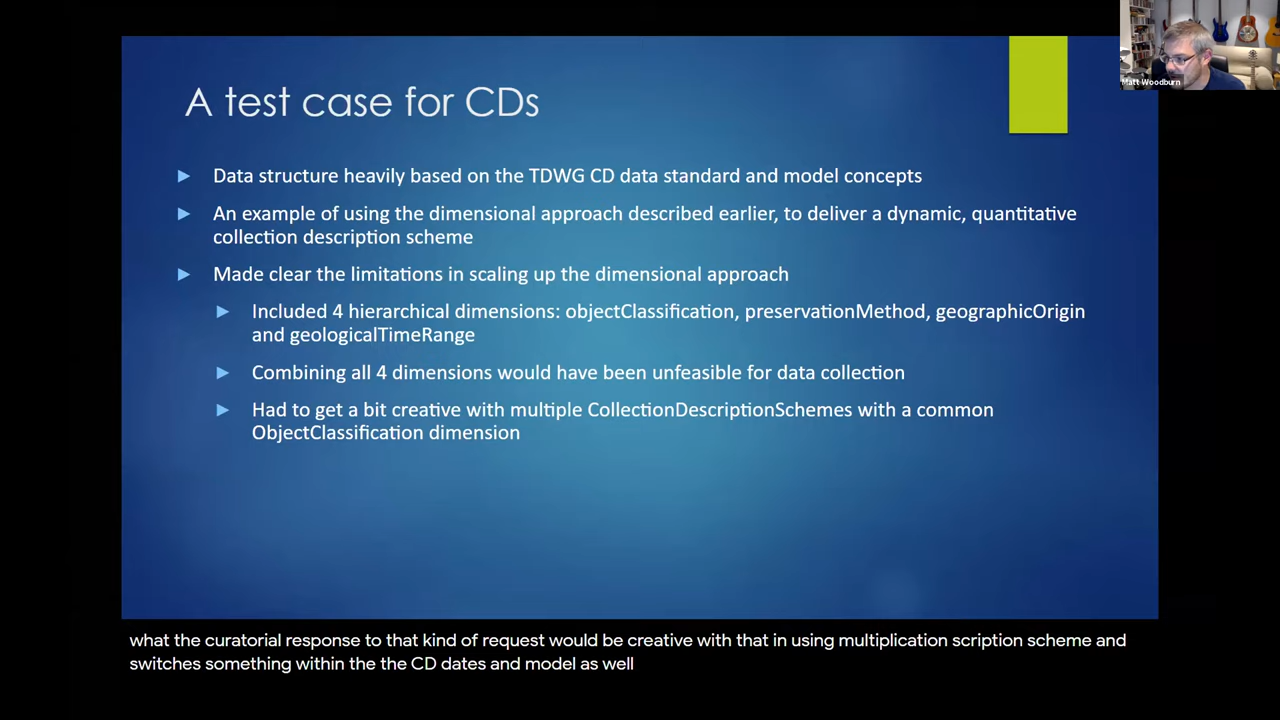 A test case for CDs
Data structure heavily based on the TDWG CD data standard and model concepts
An example of using the dimensional approach described earlier, to deliver a dynamic, quantitative
collection description scheme
Made clear the limitations in scaling up the dimensional approach
Included 4 hierarchical dimensions: objectClassification, preservationMethod, geographicOrigin
and geologicalTimeRange
Combining all 4 dimensions would have been unfeasible for data collection
Had to get a bit creative with multiple CollectionDescriptionSchemes with a common
ObjectClassification dimension
Matt Woodburn
what the curatorial response to that kind of request would be creative with that in using multiplication scription scheme and
switches something within the the CD dates and model as well